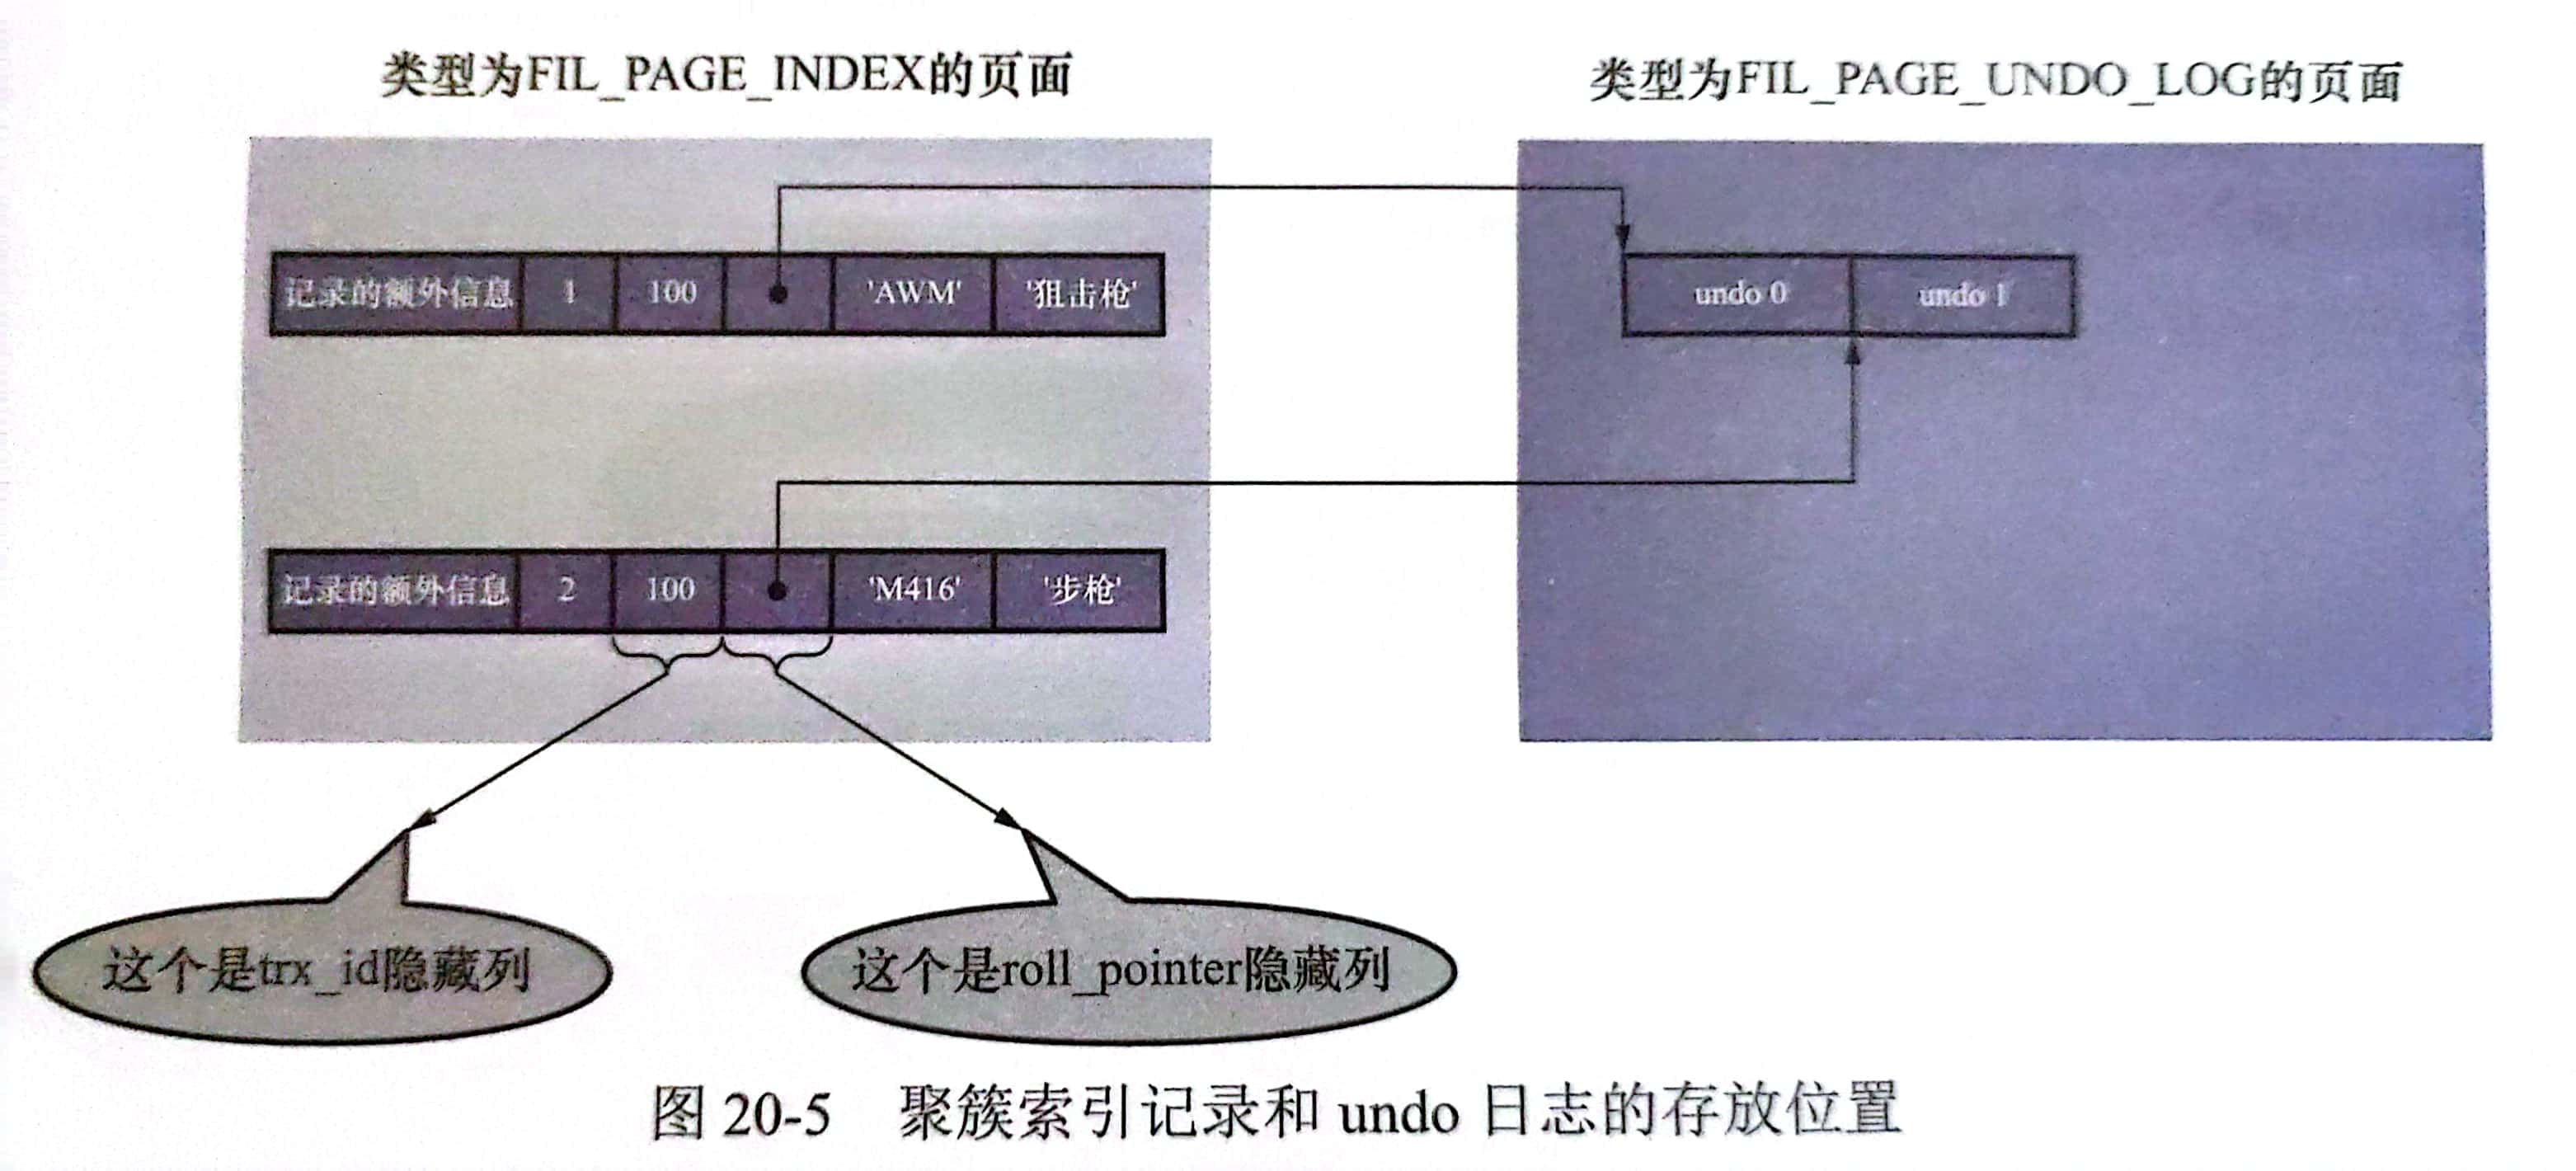 类型为FIL_PAGE_INDEX的页面
类型为FIL_PAGE_UNDO_LOG的页面
记录的额外信息 1 100 'AWM' '狙击枪'
undo 0 undo 1
记录的额外信息 2 100 'M416' '步枪'
这个是trx_id隐藏列
这个是roll_pointer隐藏列
图 20-5 聚簇索引记录和 undo 日志的存放位置